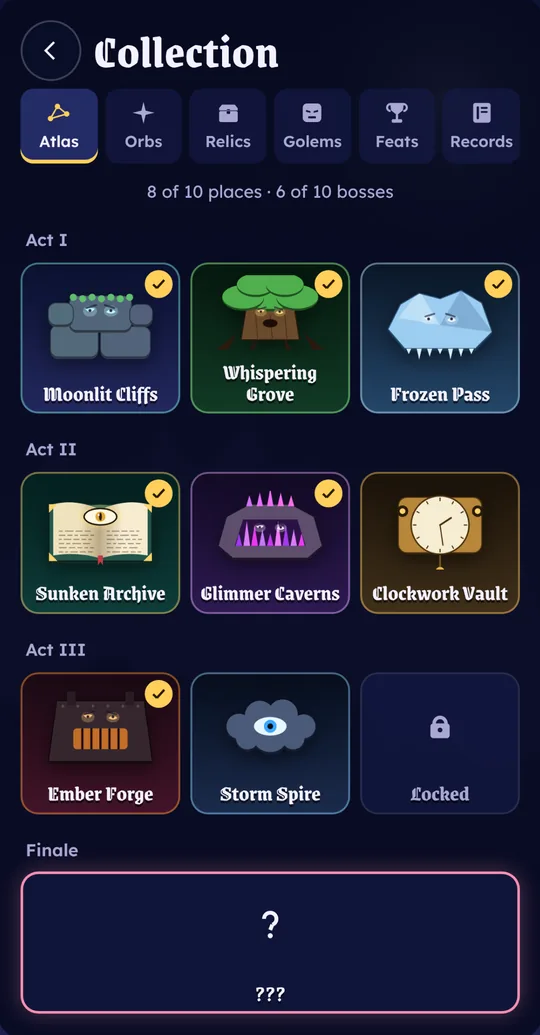 Collection
Atlas
Orbs
Relics
Golems
Feats
Records
8 of 10 places · 6 of 10 bosses
Act I
Moonlit Cliffs
Whispering
Grove
Frozen Pass
Act II
Sunken Archive
Glimmer Caverns
Clockwork Vault
Act III
Ember Forge
Storm Spire
Locked
Finale
?
???